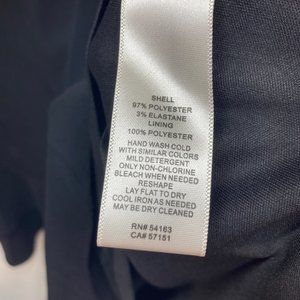 SHELL
97% POLYESTER
3% ELASTANE
LINING
100% POLYESTER
HAND WASH COLD
WITH SIMILAR COLORS
MILD DETERGENT
ONLY NON-CHLORINE
BLEACH WHEN NEEDED
RESHAPE
LAY FLAT TO DRY
COOL IRON AS NEEDED
MAY BE DRY CLEANED
RN# 54163
CA# 57151